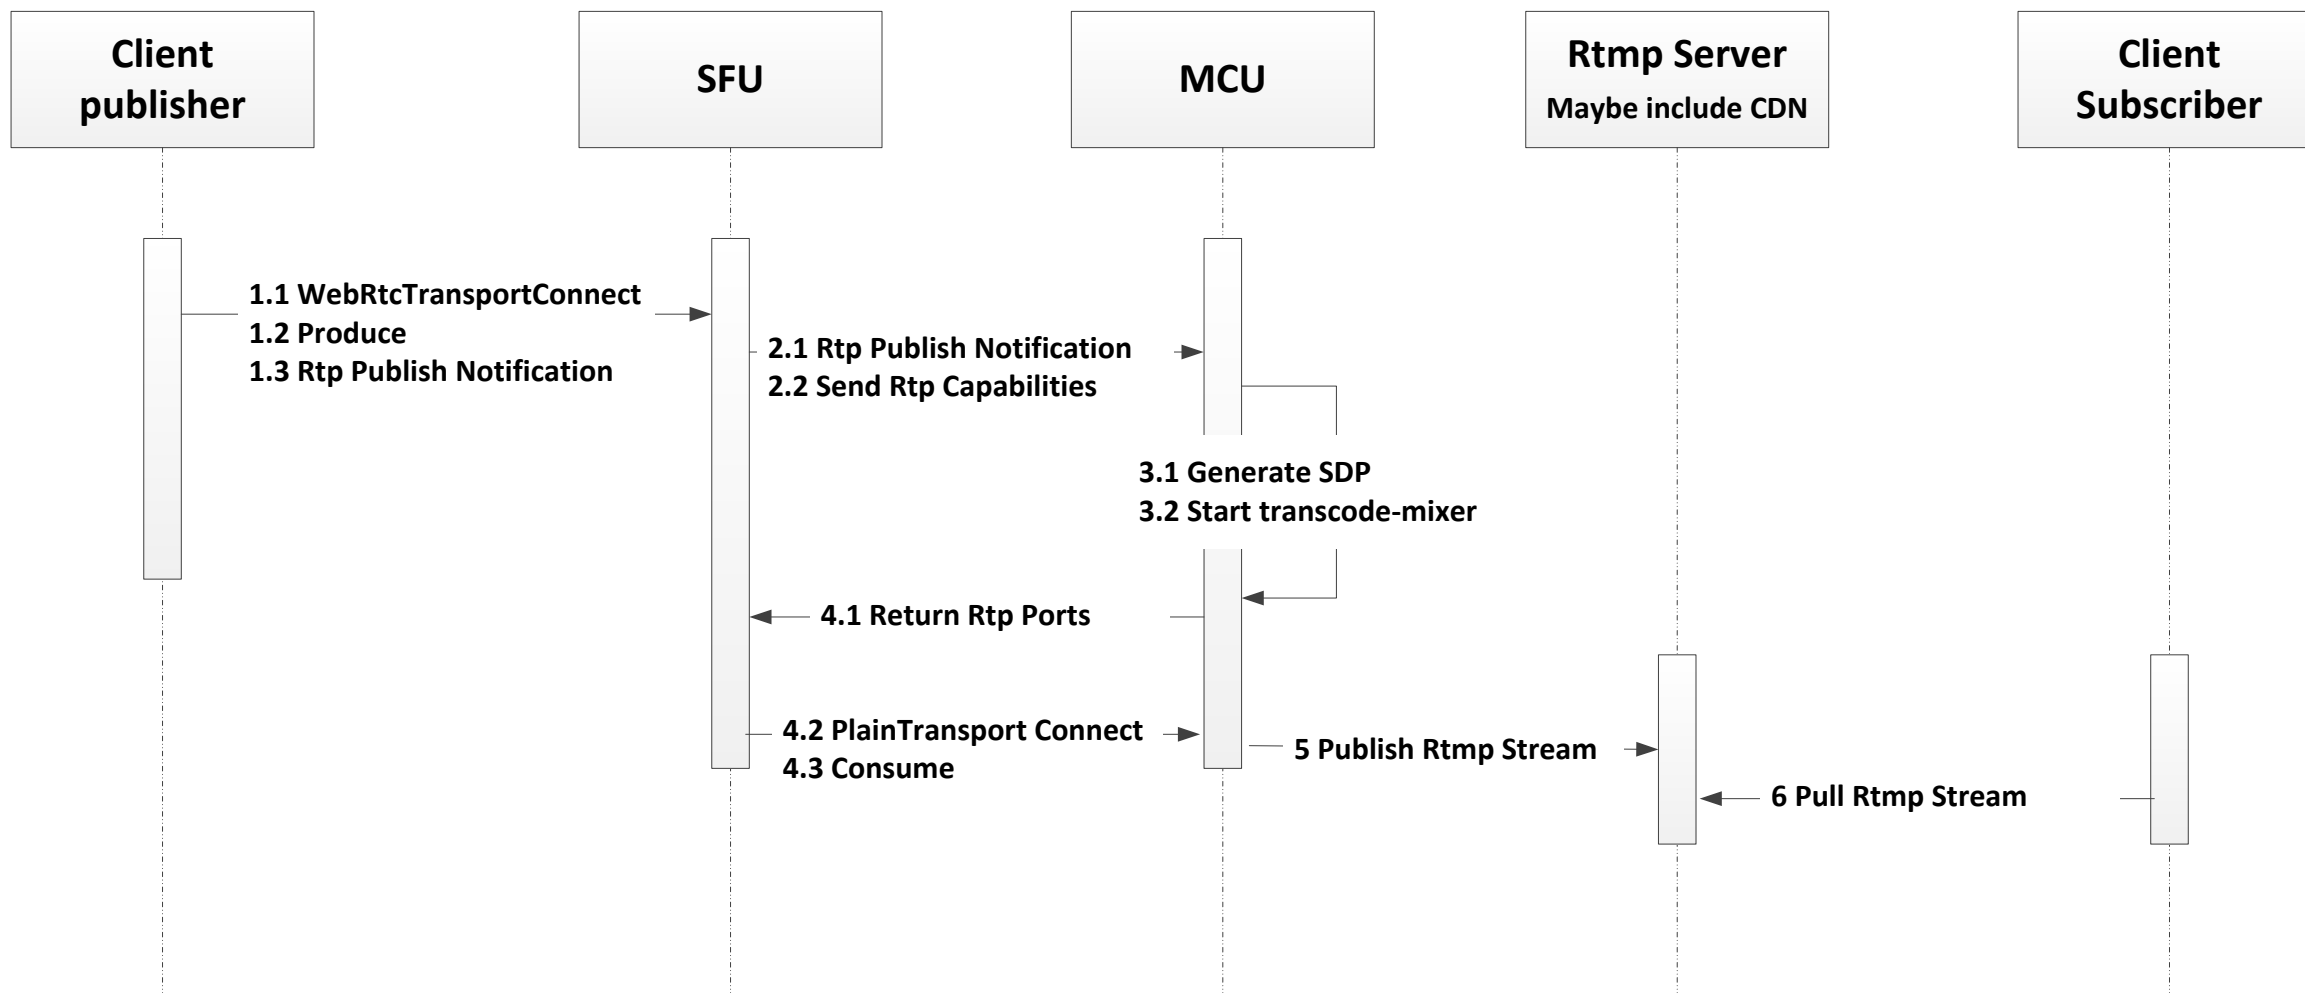 Client
publisher
SFU
MCU
Rtmp Server
Maybe include CDN
Client
Subscriber
1.1 WebRtcTransportConnect
1.2 Produce
1.3 Rtp Publish Notification
2.1 Rtp Publish Notification
2.2 Send Rtp Capabilities
3.1 Generate SDP
3.2 Start transcode-mixer
4.1 Return Rtp Ports
4.2 PlainTransport Connect
4.3 Consume
5 Publish Rtmp Stream
6 Pull Rtmp Stream